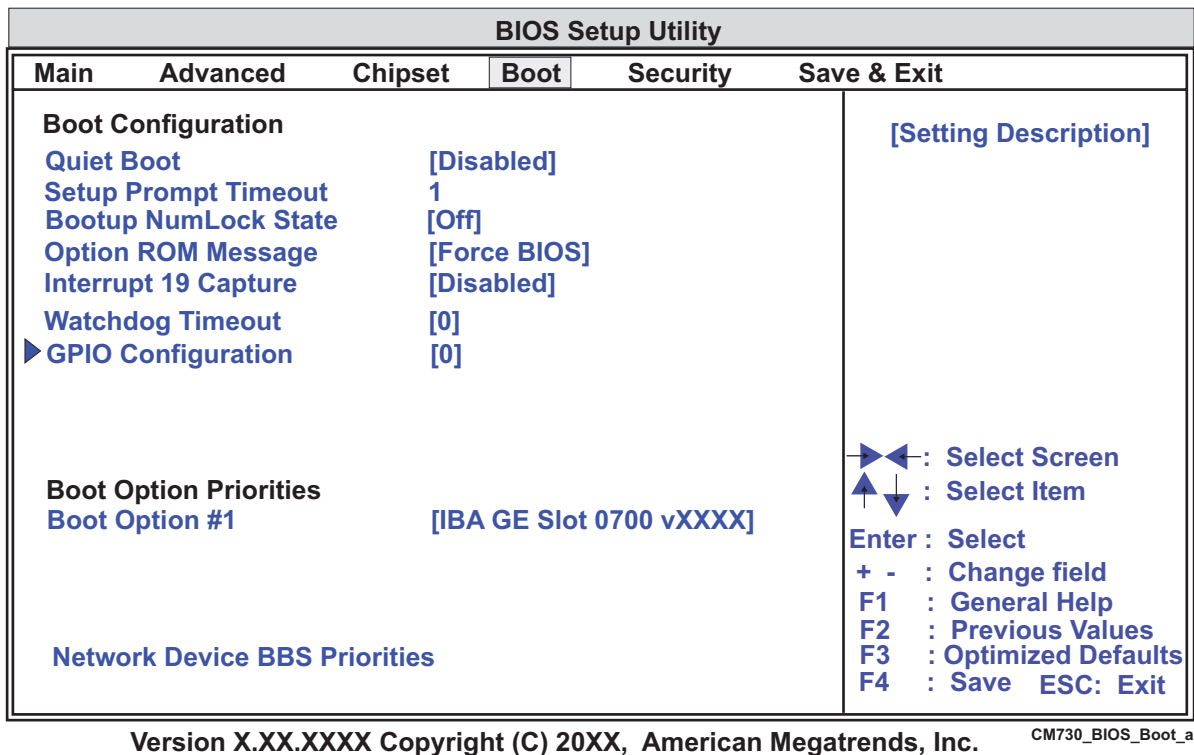 BIOS Setup Utility
Main Advanced Chipset Boot Security Save & Exit
Boot Configuration
Quiet Boot [Disabled]
Setup Prompt Timeout 1
Bootup NumLock State [Off]
Option ROM Message [Force BIOS]
Interrupt 19 Capture [Disabled]
Watchdog Timeout [0]
GPIO Configuration [0]
Boot Option Priorities
Boot Option #1 [IBA GE Slot 0700 vXXXX]
Network Device BBS Priorities
[Setting Description]
: Select Screen
: Select Item
Enter : Select
+ - : Change field
F1 : General Help
F2 : Previous Values
F3 : Optimized Defaults
F4 : Save ESC: Exit
Version X.XX.XXXX Copyright (C) 20XX, American Megatrends, Inc.
CM730_BIOS_Boot_a